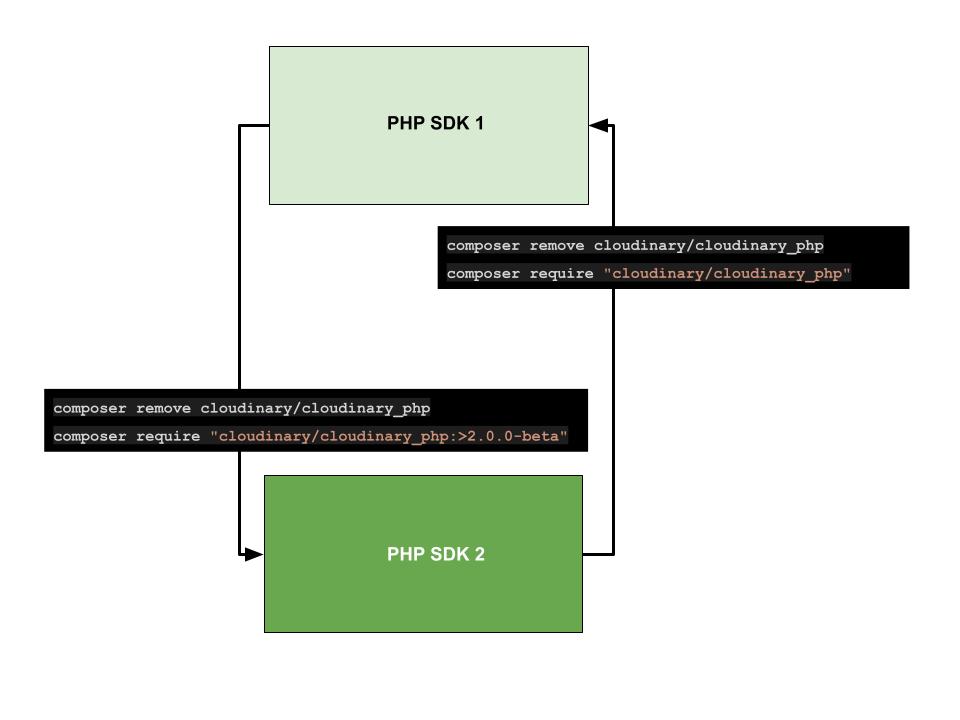 PHP SDK 1
composer remove cloudinary/cloudinary_php
composer require "cloudinary/cloudinary_php"
composer remove cloudinary/cloudinary_php
composer require "cloudinary/cloudinary_php:>2.0.0-beta"
PHP SDK 2